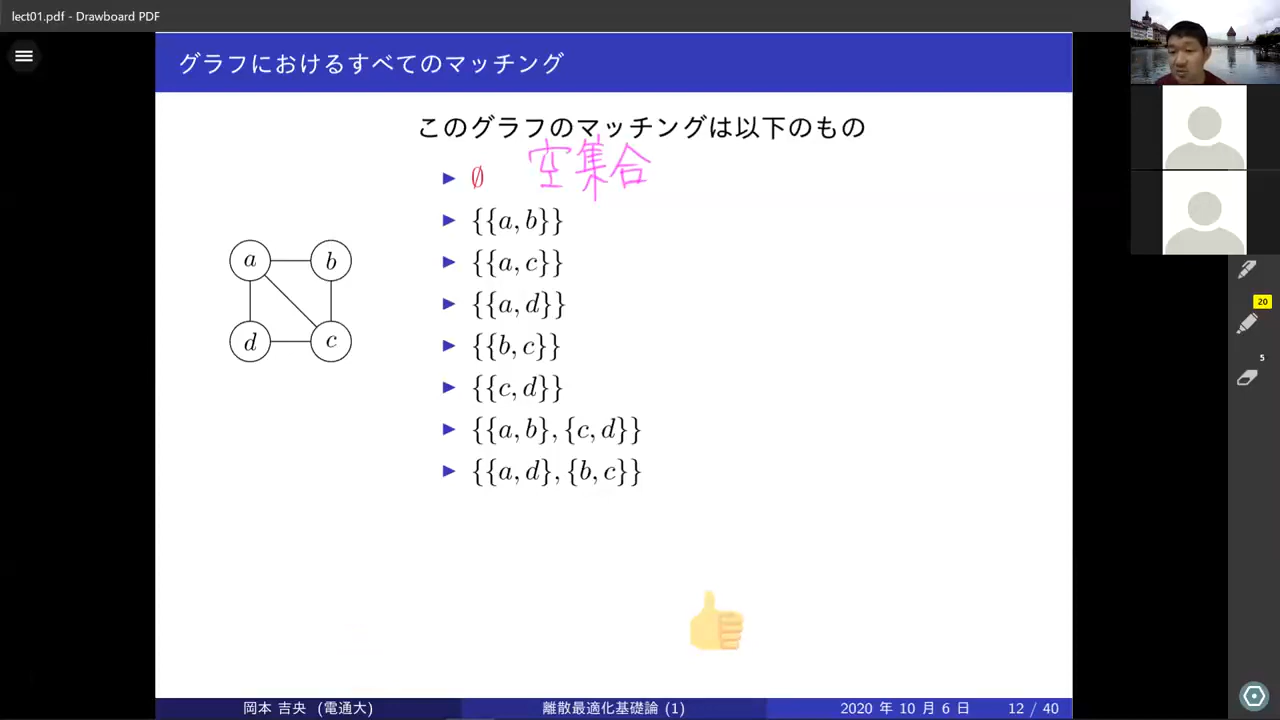 lect01.pdf - Drawboard PDF
グラフにおけるすべてのマッチング
このグラフのマッチングは以下のもの
∅ 空集合
{{a, b}}
{{a, c}}
{{a, d}}
{{b, c}}
{{c, d}}
{{a, b}, {c, d}}
{{a, d}, {b, c}}
a b
d c
20
5
岡本 吉央 (電通大) 離散最適化基礎論 (1) 2020 年 10 月 6 日 12 / 40